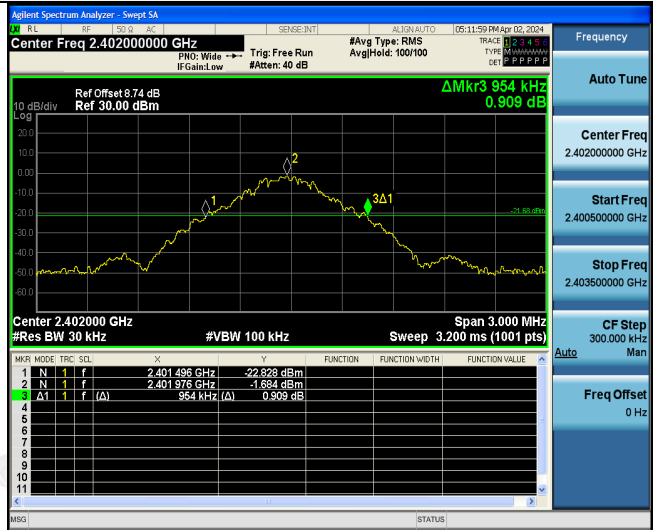 Agilent Spectrum Analyzer - Swept SA
LXI RL RF 50 Ω AC SENSE:INT ALIGN AUTO 05:11:59 PM Apr 02, 2024
Center Freq 2.402000000 GHz #Avg Type: RMS TRACE 1 2 3 4 5 6
PNO: Wide Trig: Free Run Avg|Hold: 100/100 TYPE M
IFGain:Low #Atten: 40 dB DET P P P P P P
ΔMkr3 954 kHz
Ref Offset 8.74 dB
10 dB/div Ref 30.00 dBm 0.909 dB
Log
20.0
10.0
0.00
-10.0
-20.0
-30.0
-40.0
-50.0
-60.0
1
2
3Δ1
-21.68 dBm
Center 2.402000 GHz Span 3.000 MHz
#Res BW 30 kHz #VBW 100 kHz Sweep 3.200 ms (1001 pts)
MKR MODE TRC SCL X Y FUNCTION FUNCTION WIDTH FUNCTION VALUE
1 N 1 f 2.401 496 GHz -22.828 dBm
2 N 1 f 2.401 976 GHz -1.684 dBm
3 Δ1 1 f (Δ) 954 kHz (Δ) 0.909 dB
4
5
6
7
8
9
10
11
MSG STATUS
Frequency
Auto Tune
Center Freq
2.402000000 GHz
Start Freq
2.400500000 GHz
Stop Freq
2.403500000 GHz
CF Step
300.000 kHz
Auto Man
Freq Offset
0 Hz